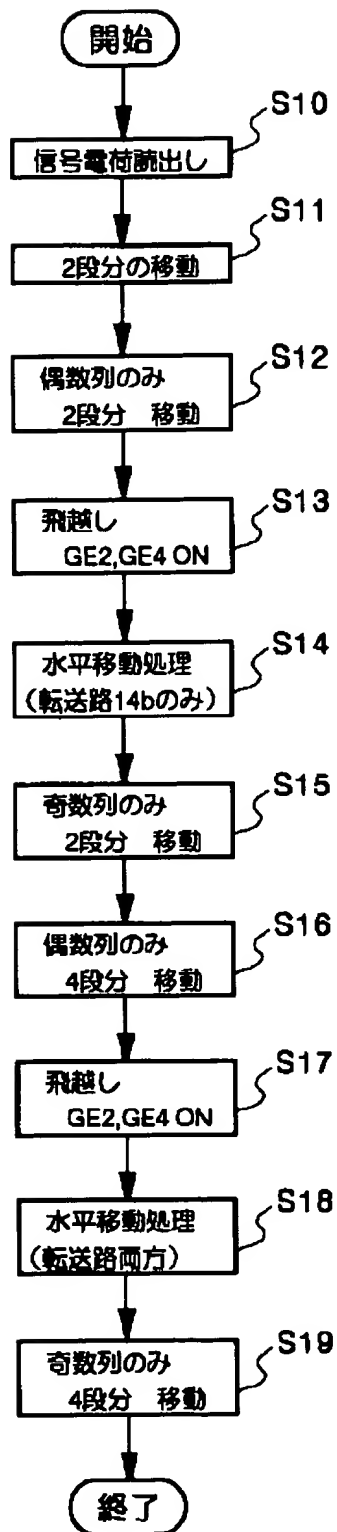 開始
S10
信号電荷読出し
S11
2段分の移動
S12
偶数列のみ
2段分 移動
S13
飛越し
GE2,GE4 ON
S14
水平移動処理
(転送路14bのみ)
S15
奇数列のみ
2段分 移動
S16
偶数列のみ
4段分 移動
S17
飛越し
GE2,GE4 ON
S18
水平移動処理
(転送路両方)
S19
奇数列のみ
4段分 移動
終了